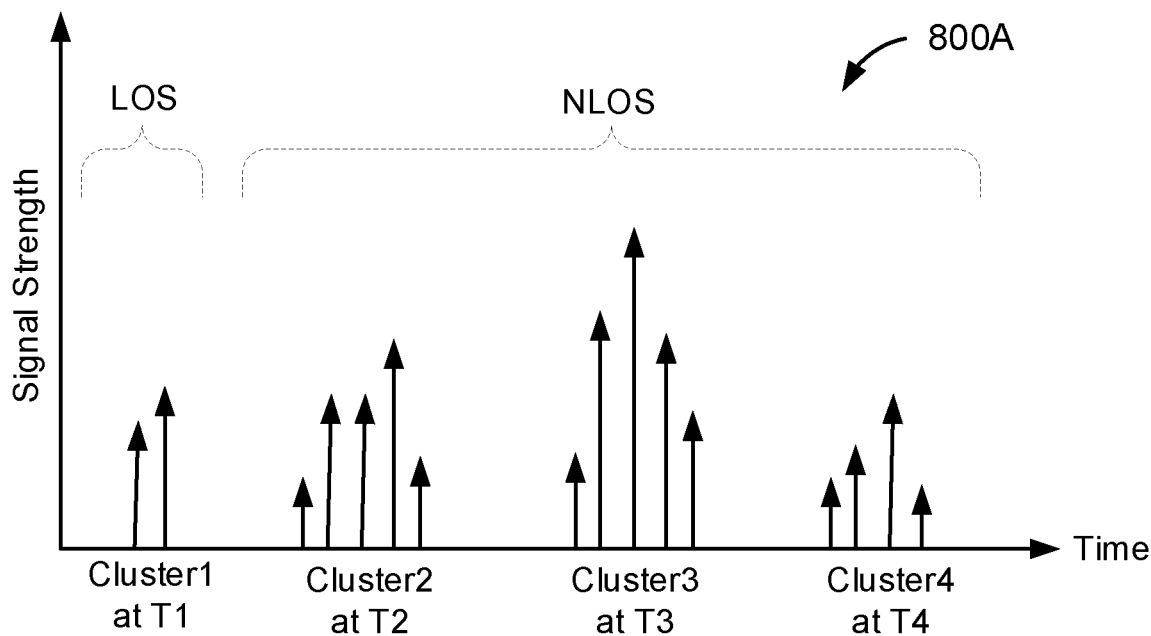 800A
LOS
NLOS
Signal Strength
Time
Cluster1
at T1
Cluster2
at T2
Cluster3
at T3
Cluster4
at T4